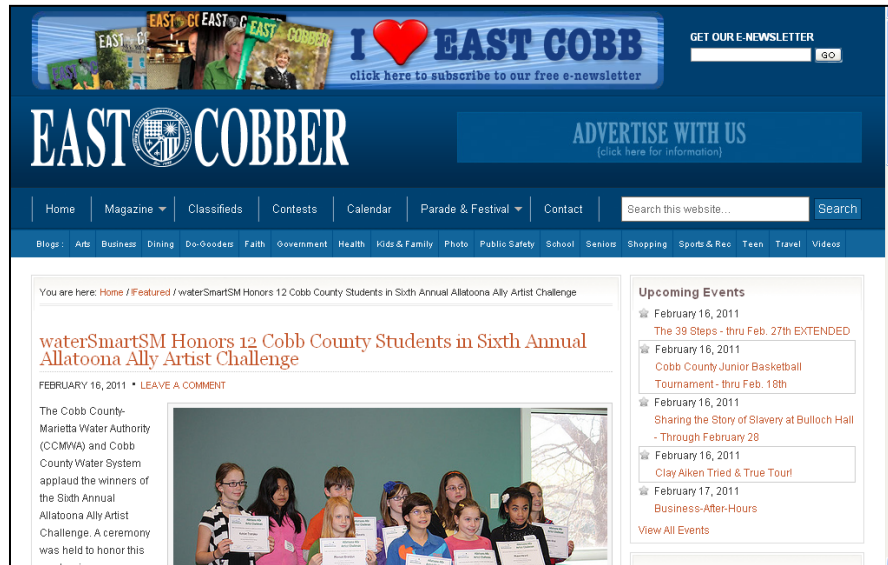 EAST COBBER
I EAST COBB
click here to subscribe to our free e-newsletter
GET OUR E-NEWSLETTER
GO
EAST COBBER
ADVERTISE WITH US
(click here for information)
Home Magazine Classifieds Contests Calendar Parade & Festival Contact
Search this website... Search
Blogs : Arts Business Dining Do-Gooders Faith Government Health Kids & Family Photo Public Safety School Seniors Shopping Sports & Rec Teen Travel Videos
You are here: Home / !Featured / waterSmartSM Honors 12 Cobb County Students in Sixth Annual Allatoona Ally Artist Challenge
waterSmartSM Honors 12 Cobb County Students in Sixth Annual
Allatoona Ally Artist Challenge
FEBRUARY 16, 2011 • LEAVE A COMMENT
The Cobb County-
Marietta Water Authority
(CCMWA) and Cobb
County Water System
applaud the winners of
the Sixth Annual
Allatoona Ally Artist
Challenge. A ceremony
was held to honor this
Upcoming Events
February 16, 2011
The 39 Steps - thru Feb. 27th EXTENDED
February 16, 2011
Cobb County Junior Basketball
Tournament - thru Feb. 18th
February 16, 2011
Sharing the Story of Slavery at Bulloch Hall
- Through February 28
February 16, 2011
Clay Aiken Tried & True Tour!
February 17, 2011
Business-After-Hours
View All Events